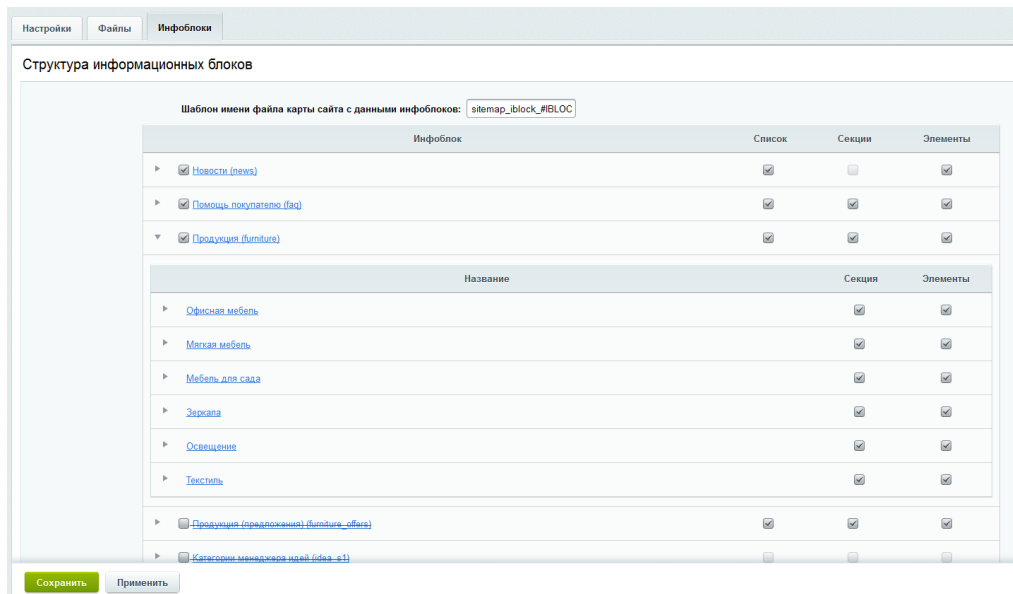 Настройки Файлы Инфоблоки
Структура информационных блоков
Шаблон имени файла карты сайта с данными инфоблоков: sitemap_iblock_#IBLOC
Инфоблок Список Секции Элементы
Новости (news)
Помощь покупателю (faq)
Продукция (furniture)
Название Секция Элементы
Офисная мебель
Мягкая мебель
Мебель для сада
Зеркала
Освещение
Текстиль
Продукция (предложения) (furniture_offers)
Категории менеджера идей (idea_s1)
Сохранить Применить